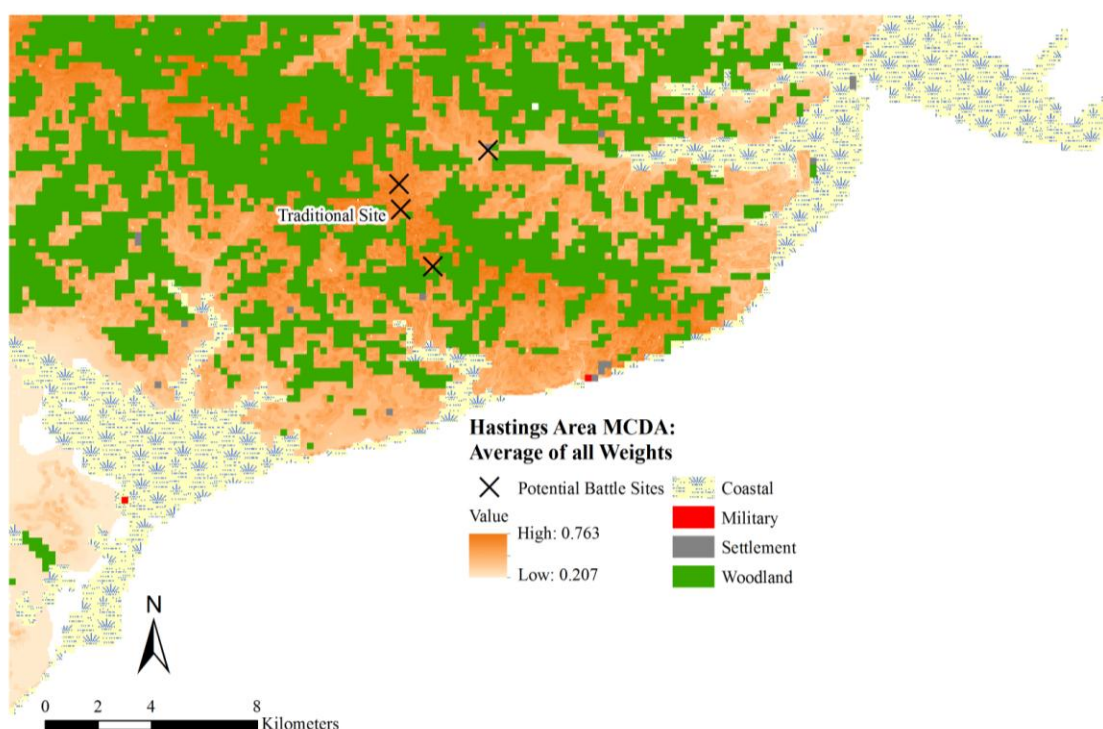 Traditional Site
Hastings Area MCDA:
Average of all Weights
Potential Battle Sites
Value
High: 0.763
Low: 0.207
Coastal
Military
Settlement
Woodland
N
0 2 4 8
Kilometers